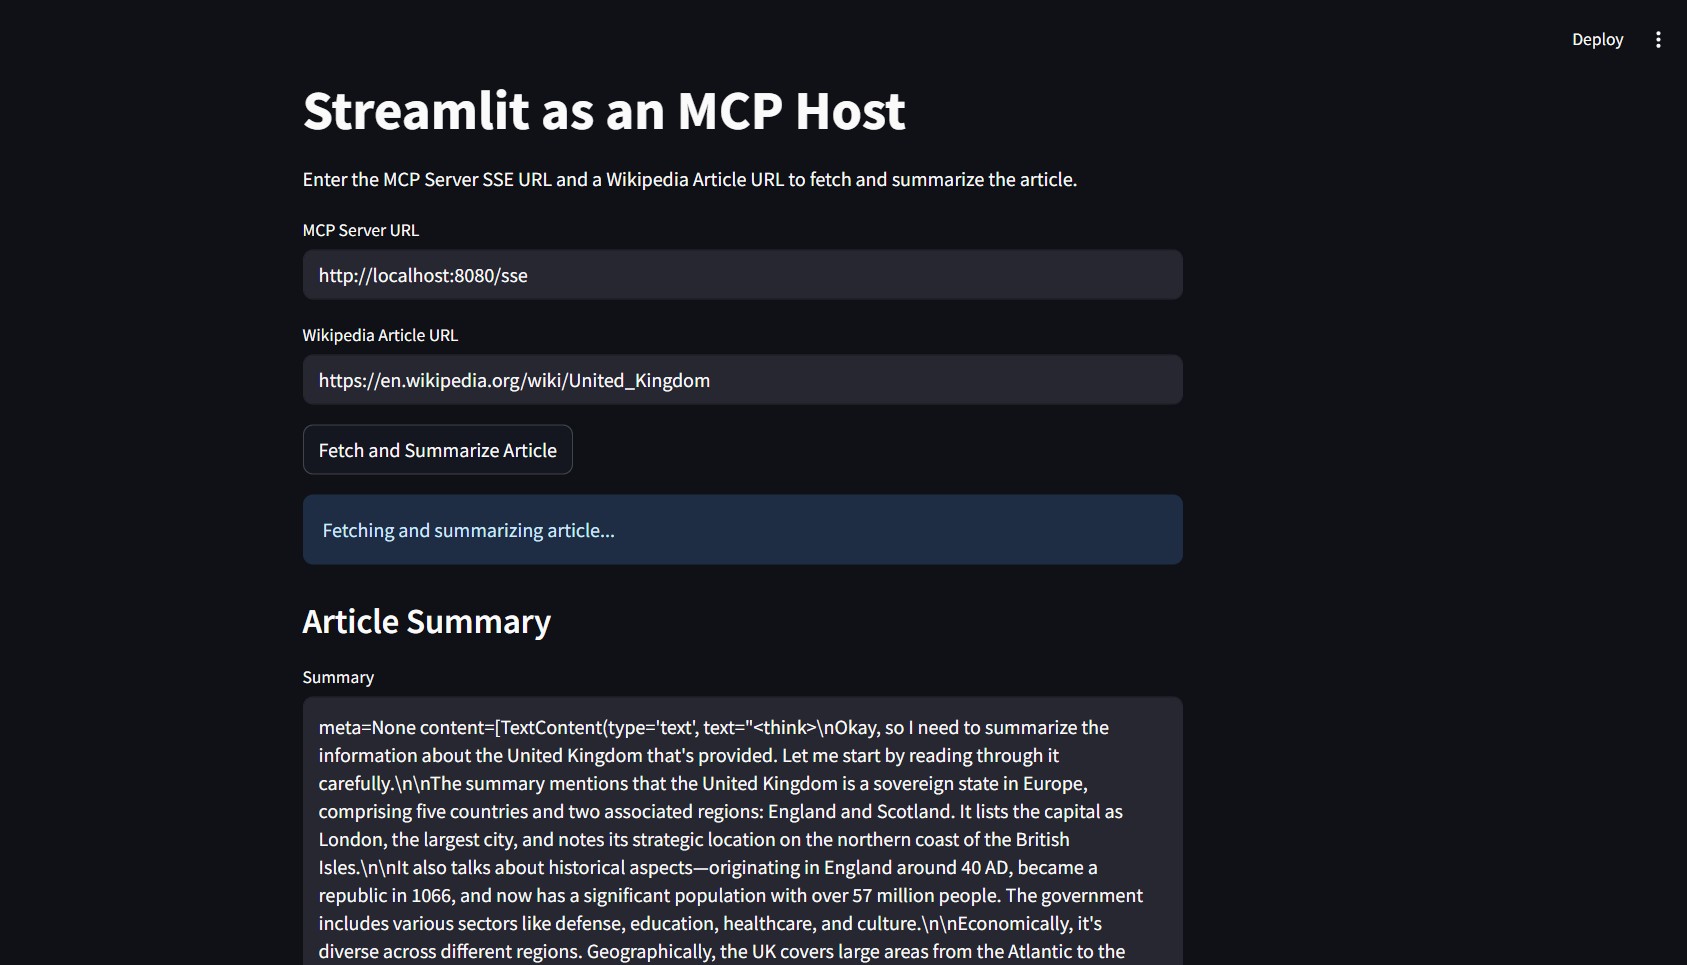 Deploy
Streamlit as an MCP Host
Enter the MCP Server SSE URL and a Wikipedia Article URL to fetch and summarize the article.
MCP Server URL
http://localhost:8080/sse
Wikipedia Article URL
https://en.wikipedia.org/wiki/United_Kingdom
Fetch and Summarize Article
Fetching and summarizing article...
Article Summary
Summary
meta=None content=[TextContent(type='text', text="<think>\nOkay, so I need to summarize the
information about the United Kingdom that's provided. Let me start by reading through it
carefully.\n\nThe summary mentions that the United Kingdom is a sovereign state in Europe,
comprising five countries and two associated regions: England and Scotland. It lists the capital as
London, the largest city, and notes its strategic location on the northern coast of the British
Isles.\n\nIt also talks about historical aspects—originating in England around 40 AD, became a
republic in 1066, and now has a significant population with over 57 million people. The government
includes various sectors like defense, education, healthcare, and culture.\n\nEconomically, it's
diverse across different regions. Geographically, the UK covers large areas from the Atlantic to the